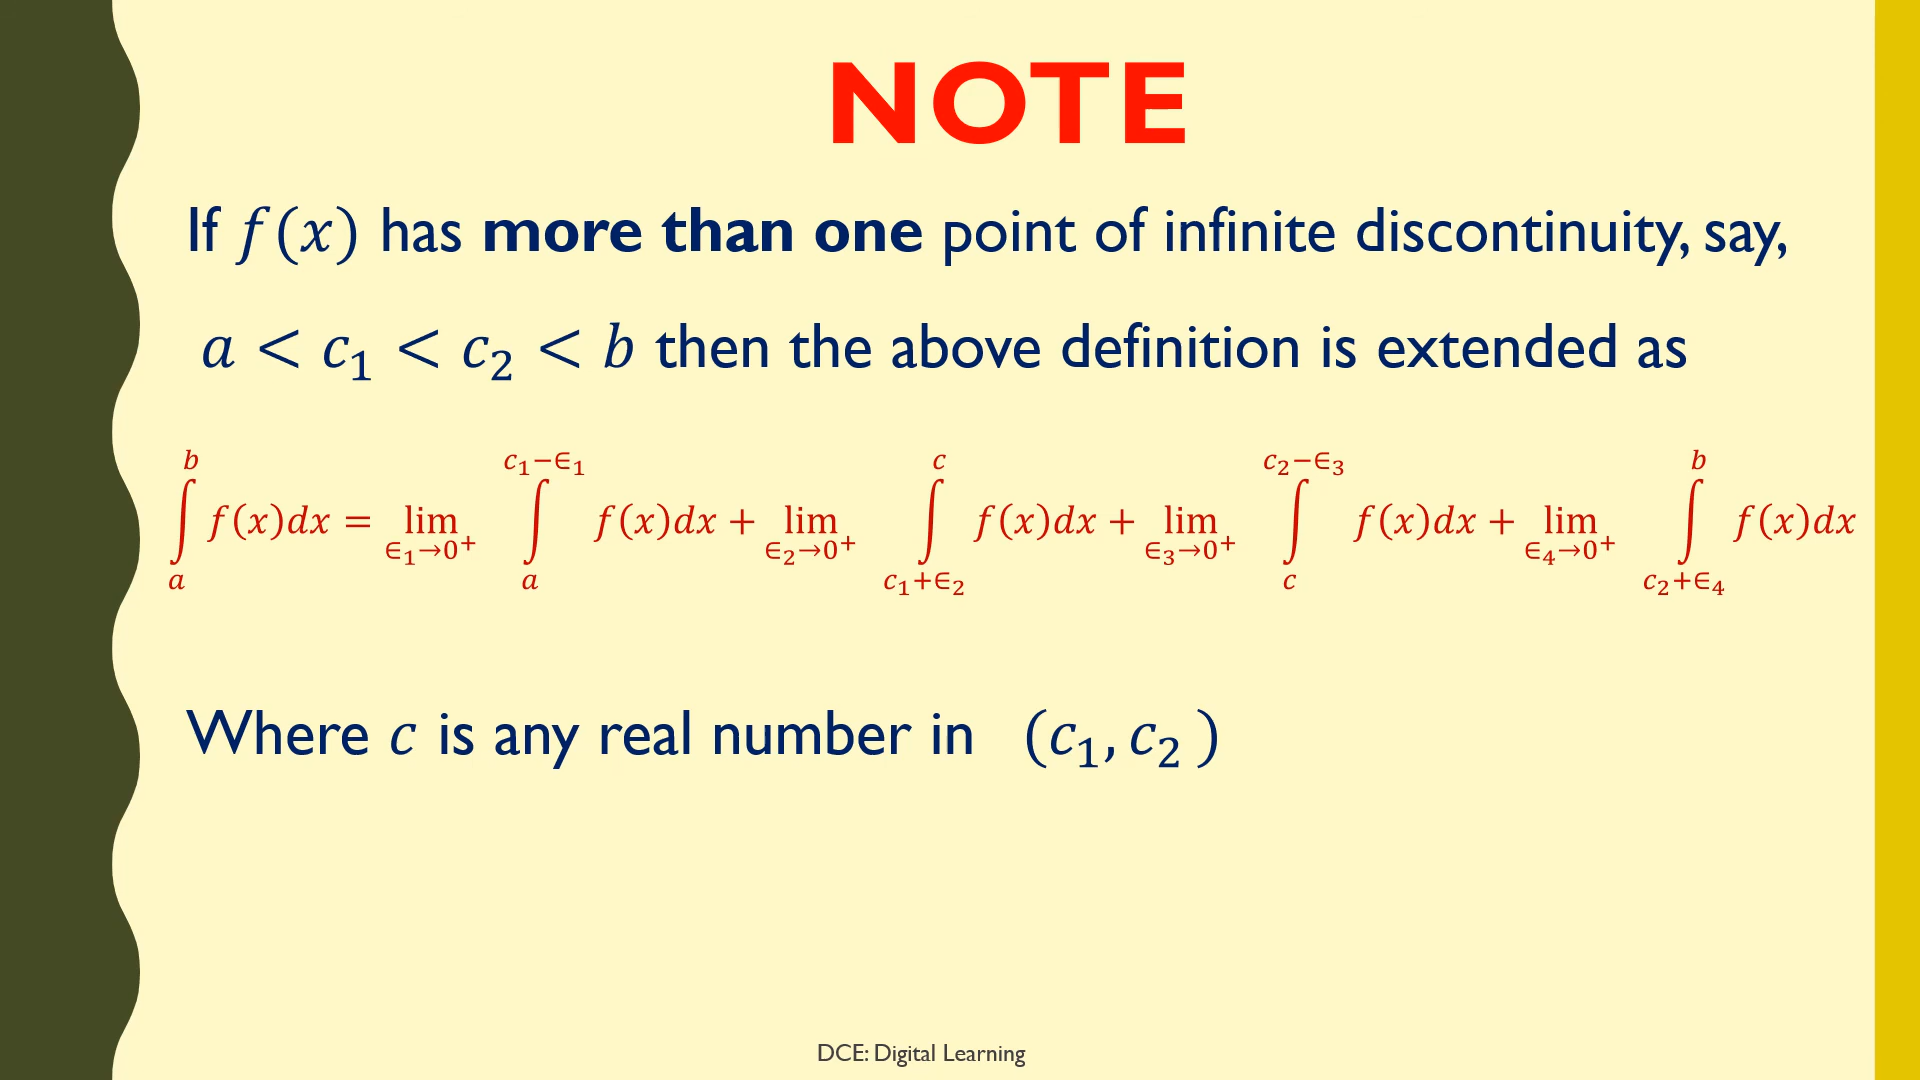 NOTE
If f(x) has more than one point of infinite discontinuity, say,
a < c₁ < c₂ < b then the above definition is extended as
∫ₐᵇ f(x)dx = lim_{∈₁→0⁺} ∫_{a}^{c₁−∈₁} f(x)dx + lim_{∈₂→0⁺} ∫_{c₁+∈₂}^{c} f(x)dx + lim_{∈₃→0⁺} ∫_{c}^{c₂−∈₃} f(x)dx + lim_{∈₄→0⁺} ∫_{c₂+∈₄}^{b} f(x)dx
Where c is any real number in (c₁, c₂ )
DCE: Digital Learning